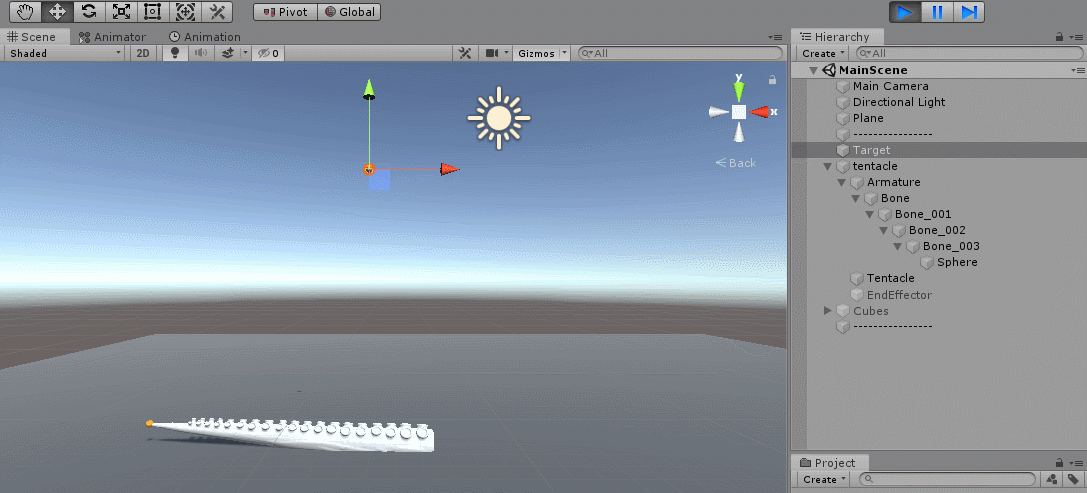 Pivot Global
Scene Animator Animation
Shaded 2D 0 Gizmos All
y
x
Back
Hierarchy
Create All
MainScene
Main Camera
Directional Light
Plane
----------------
Target
tentacle
Armature
Bone
Bone_001
Bone_002
Bone_003
Sphere
Tentacle
EndEffector
Cubes
----------------
Project
Create